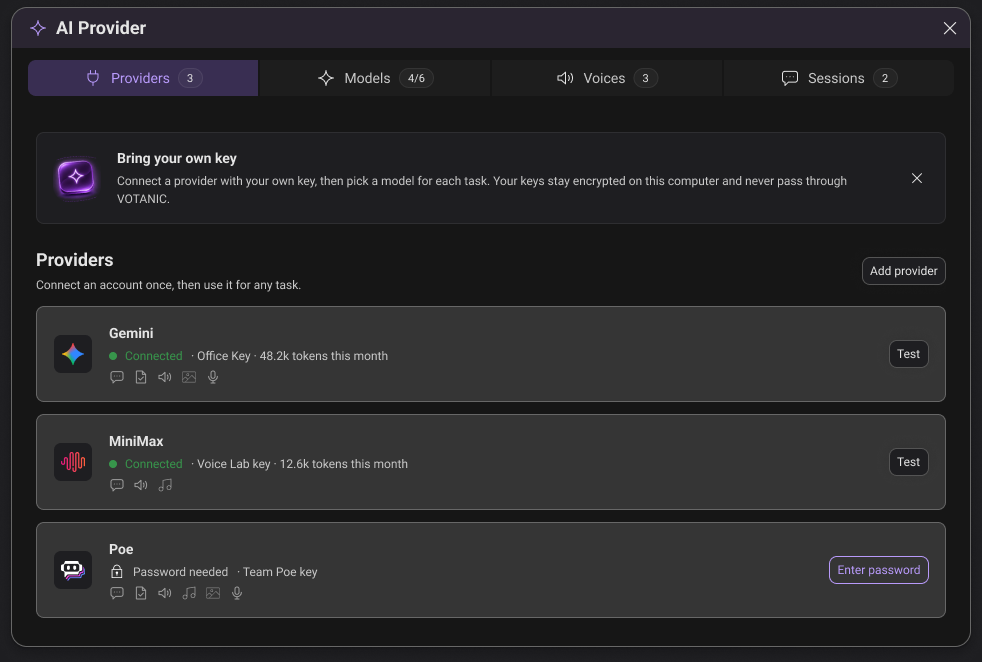 AI Provider
Providers 3
Models 4/6
Voices 3
Sessions 2
Bring your own key
Connect a provider with your own key, then pick a model for each task. Your keys stay encrypted on this computer and never pass through
VOTANIC.
Providers
Connect an account once, then use it for any task.
Add provider
Gemini
Connected · Office Key · 48.2k tokens this month
Test
MiniMax
Connected · Voice Lab key · 12.6k tokens this month
Test
Poe
Password needed · Team Poe key
Enter password